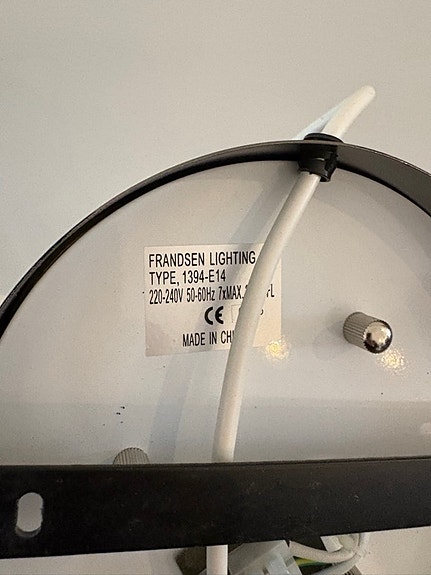 FRANDSEN LIGHTING
TYPE, 1394-E14
220-240V 50-60Hz 7xMAX.
CE
MADE IN